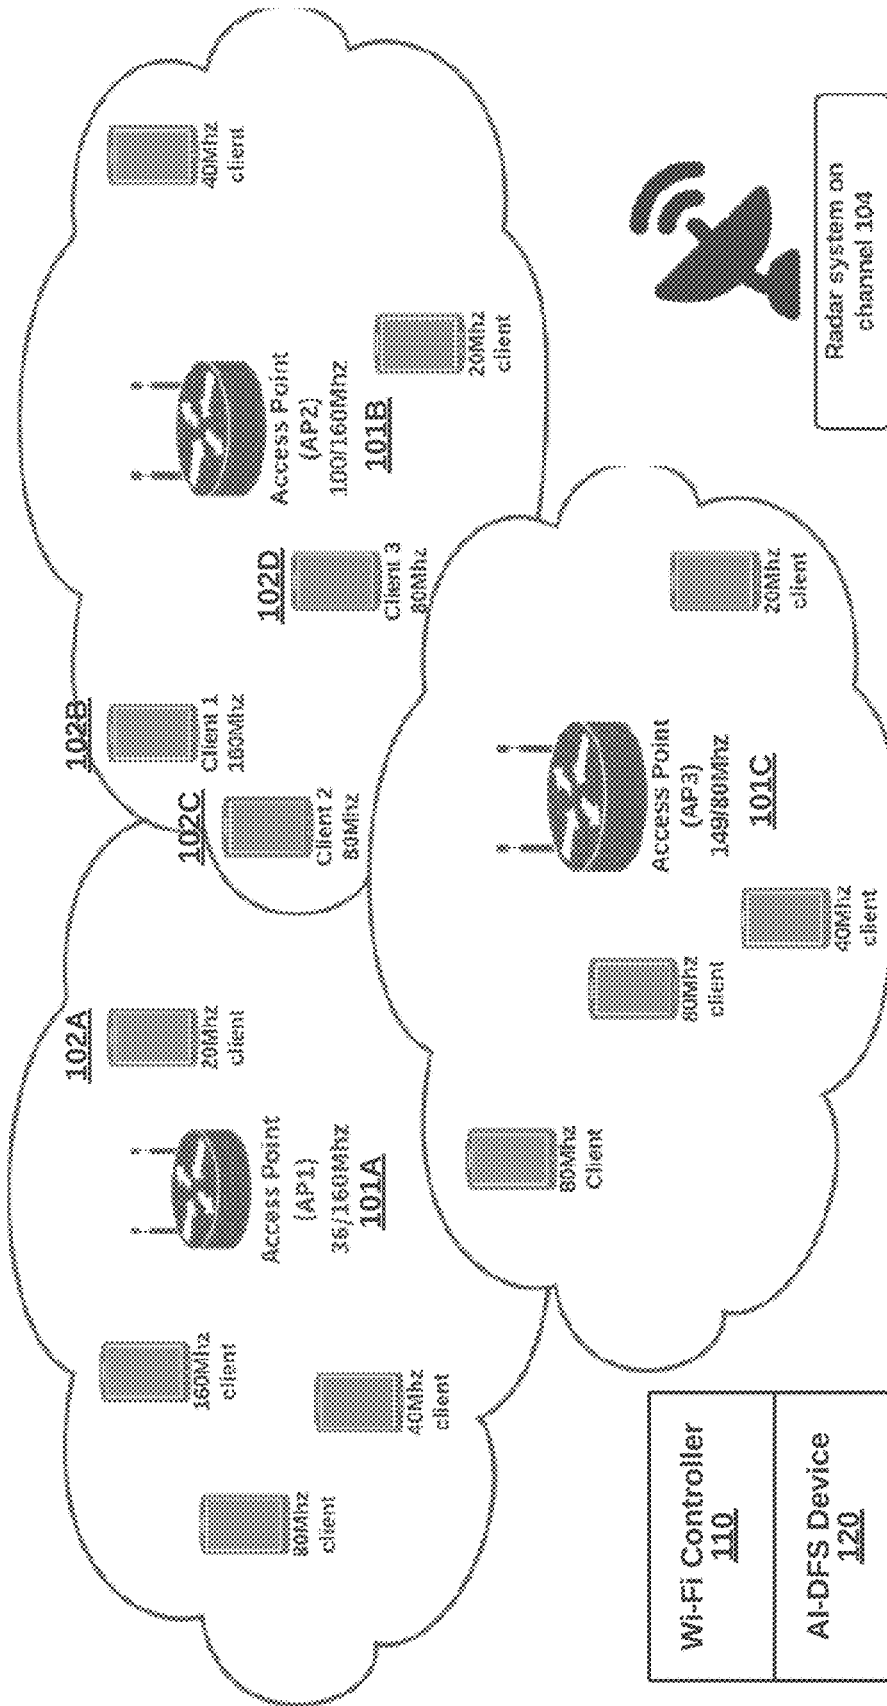 160Mhz
client
80Mhz
client
40Mhz
client
Access Point
(AP1)
36/160Mhz
101A
102A
20Mhz
client
102B
Client 1
160Mhz
102C
Client 2
80Mhz
102D
Client 3
80Mhz
Access Point
(AP2)
100/160Mhz
101B
40Mhz
client
20Mhz
client
80Mhz
Client
80Mhz
client
40Mhz
client
Access Point
(AP3)
149/80Mhz
101C
20Mhz
client
Wi-Fi Controller
110
AI-DFS Device
120
Radar system on
channel 104